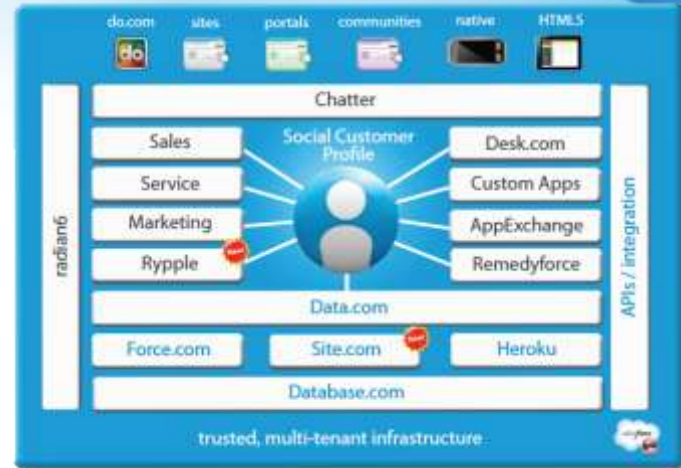 do.com sites portals communities native HTML5
do
Chatter
Sales
Service
Marketing
Rypple
Social Customer
Profile
Desk.com
Custom Apps
AppExchange
Remedyforce
radian6
APIs / integration
Data.com
Force.com
Site.com
Heroku
Database.com
trusted, multi-tenant infrastructure